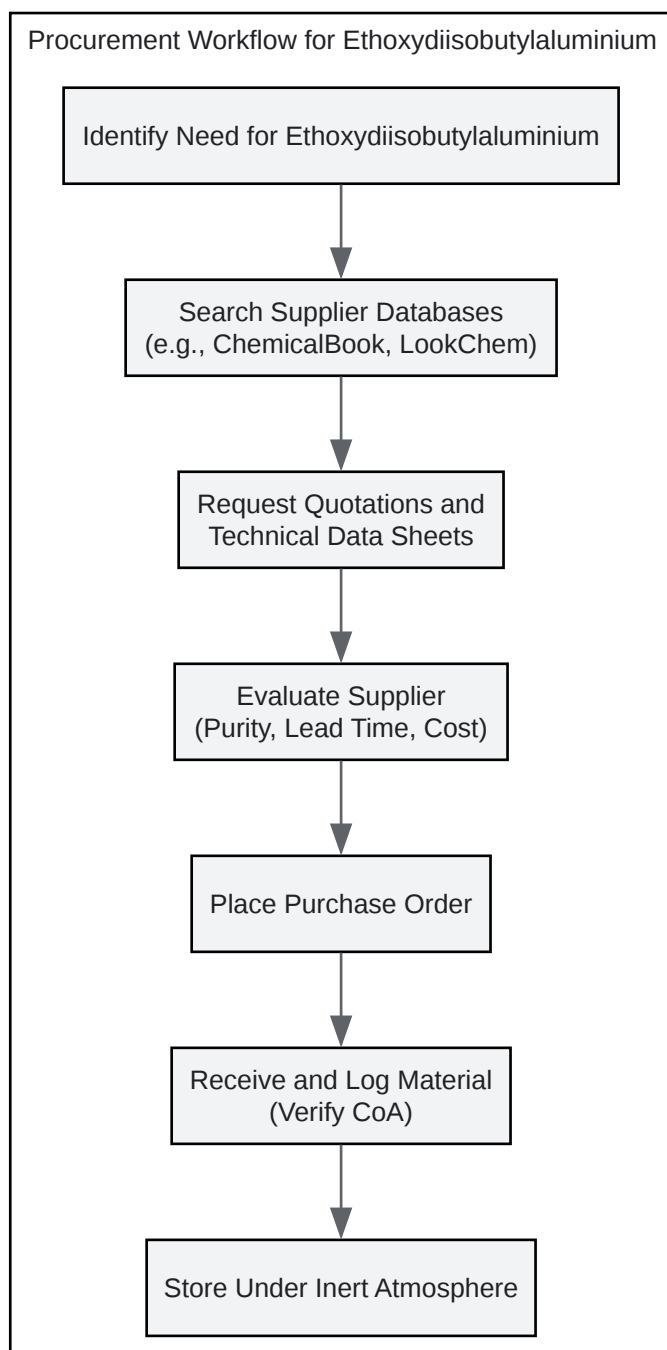 Procurement Workflow for Ethoxydiisobutylaluminium
Identify Need for Ethoxydiisobutylaluminium
Search Supplier Databases
(e.g., ChemicalBook, LookChem)
Request Quotations and
Technical Data Sheets
Evaluate Supplier
(Purity, Lead Time, Cost)
Place Purchase Order
Receive and Log Material
(Verify CoA)
Store Under Inert Atmosphere